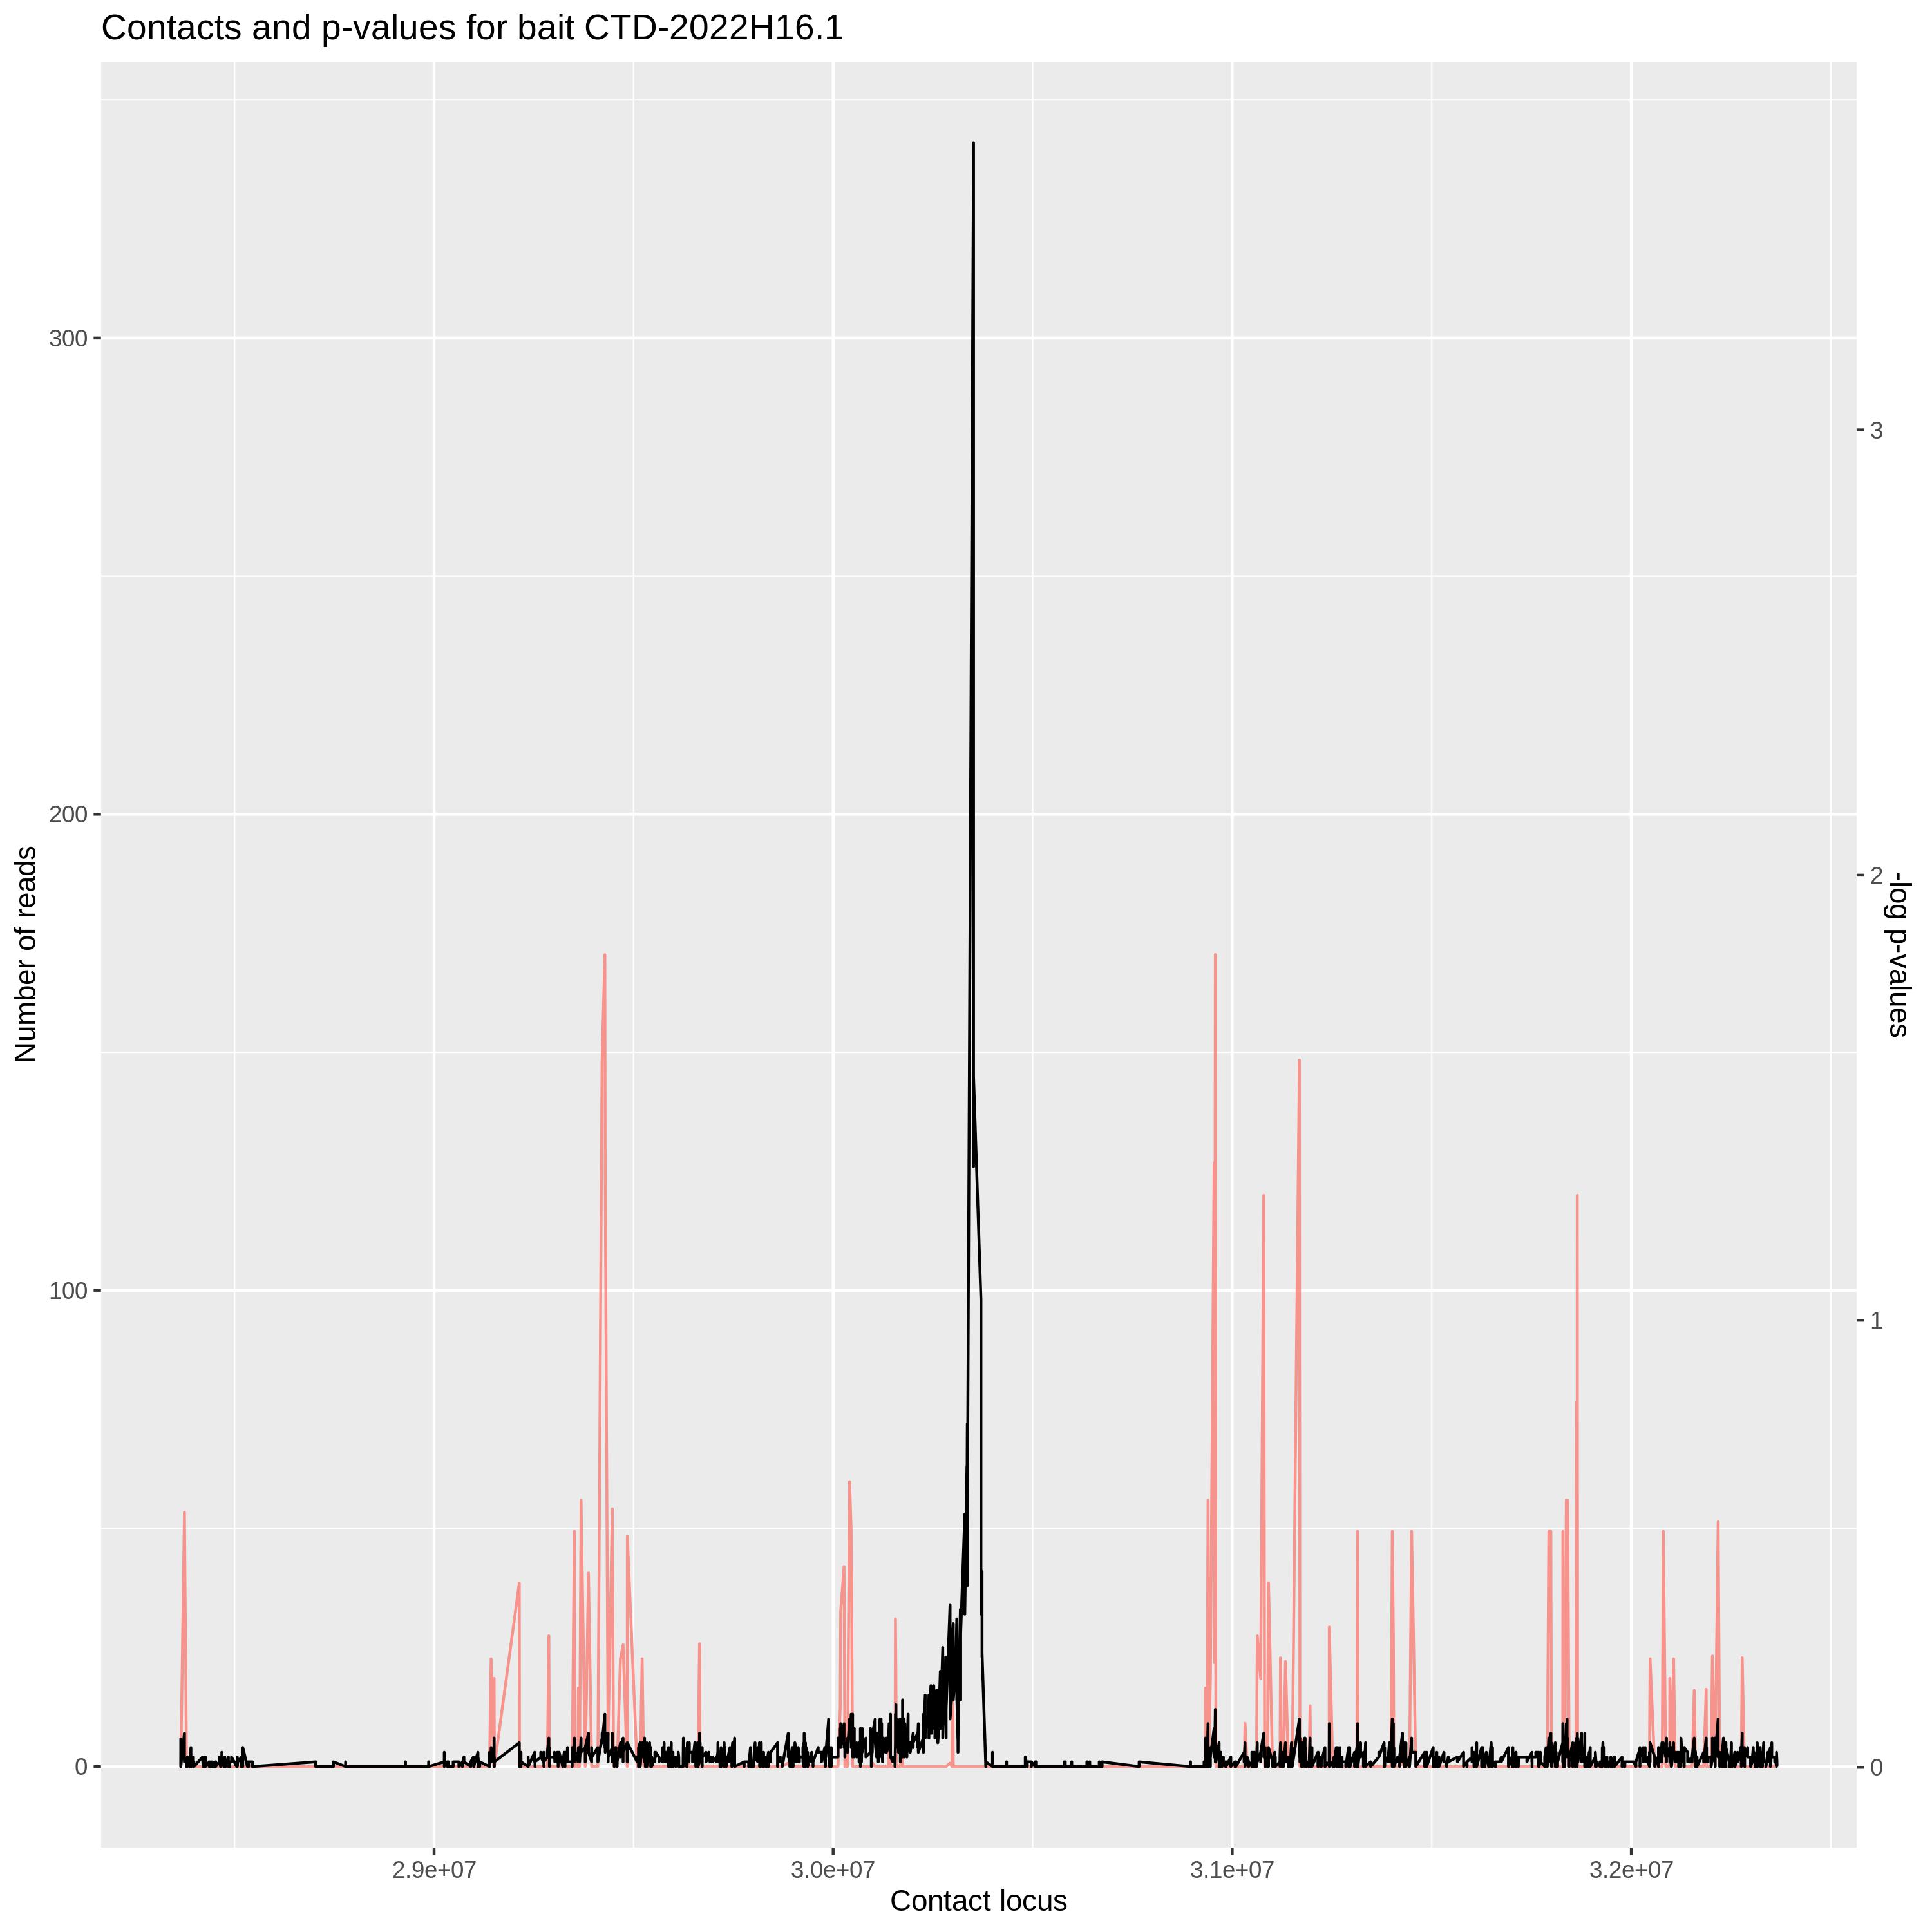 Contacts and p-values for bait CTD-2022H16.1
300
200
100
0
Number of reads
3
2
1
0
-log p-values
2.9e+07
3.0e+07
3.1e+07
3.2e+07
Contact locus